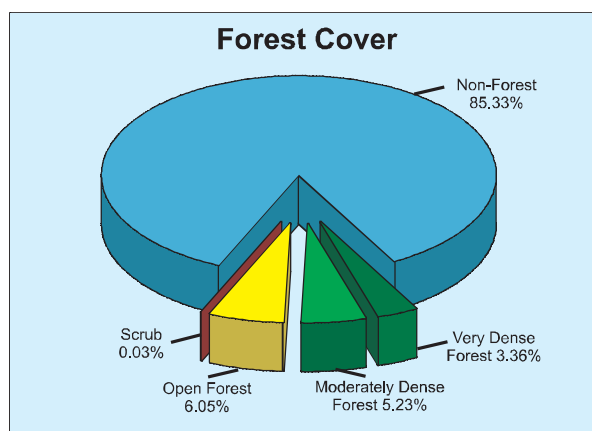 Forest Cover
Non-Forest
85.33%
Scrub
0.03%
Open Forest
6.05%
Moderately Dense
Forest 5.23%
Very Dense
Forest 3.36%